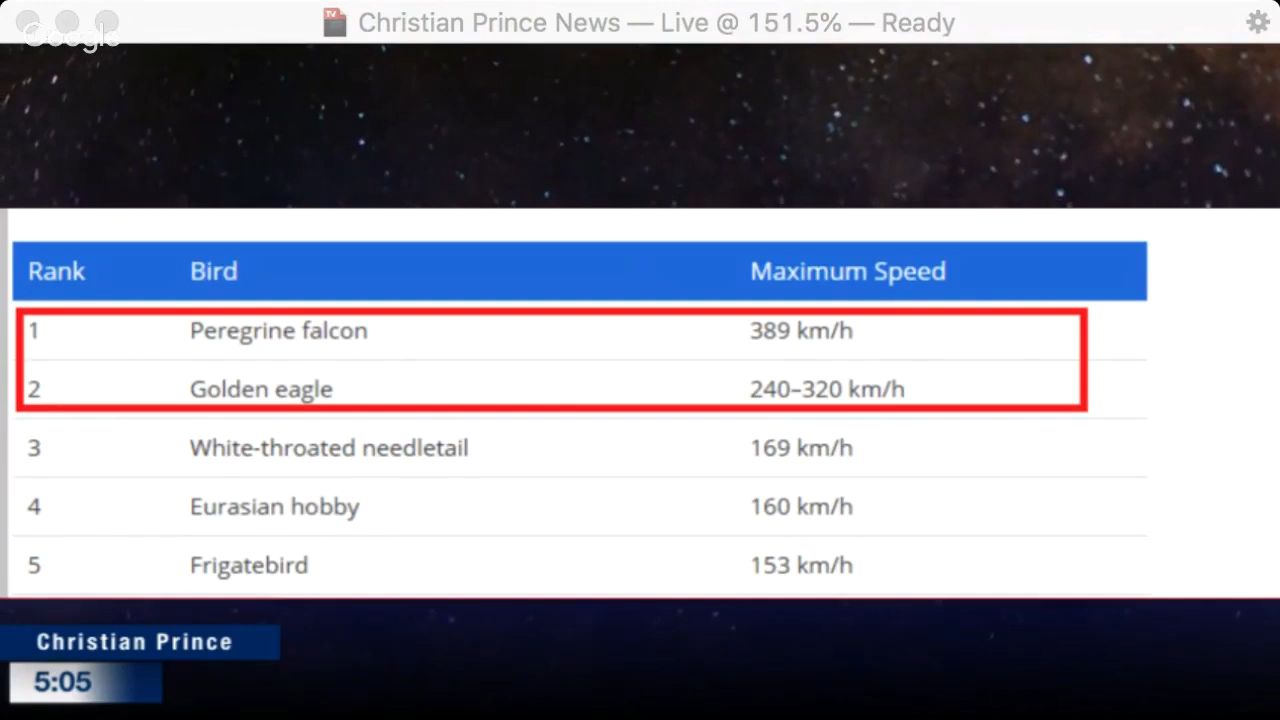 Christian Prince News — Live @ 151.5% — Ready
Google
Rank Bird Maximum Speed
1 Peregrine falcon 389 km/h
2 Golden eagle 240–320 km/h
3 White-throated needletail 169 km/h
4 Eurasian hobby 160 km/h
5 Frigatebird 153 km/h
Christian Prince
5:05